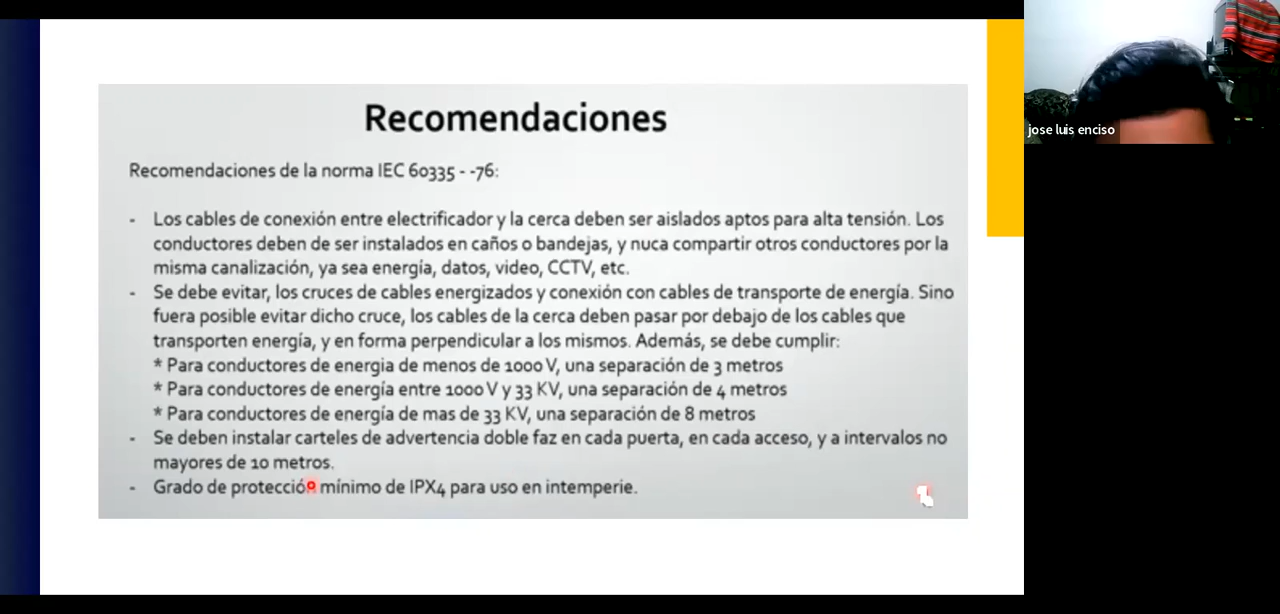 Recomendaciones
Recomendaciones de la norma IEC 60335 - -76:
- Los cables de conexión entre electrificador y la cerca deben ser aislados aptos para alta tensión. Los
conductores deben de ser instalados en caños o bandejas, y nuca compartir otros conductores por la
misma canalización, ya sea energía, datos, video, CCTV, etc.
- Se debe evitar, los cruces de cables energizados y conexión con cables de transporte de energía. Sino
fuera posible evitar dicho cruce, los cables de la cerca deben pasar por debajo de los cables que
transporten energía, y en forma perpendicular a los mismos. Además, se debe cumplir:
* Para conductores de energia de menos de 1000 V, una separación de 3 metros
* Para conductores de energía entre 1000 V y 33 KV, una separación de 4 metros
* Para conductores de energía de mas de 33 KV, una separación de 8 metros
- Se deben instalar carteles de advertencia doble faz en cada puerta, en cada acceso, y a intervalos no
mayores de 10 metros.
- Grado de protección mínimo de IPX4 para uso en intemperie.
jose luis enciso